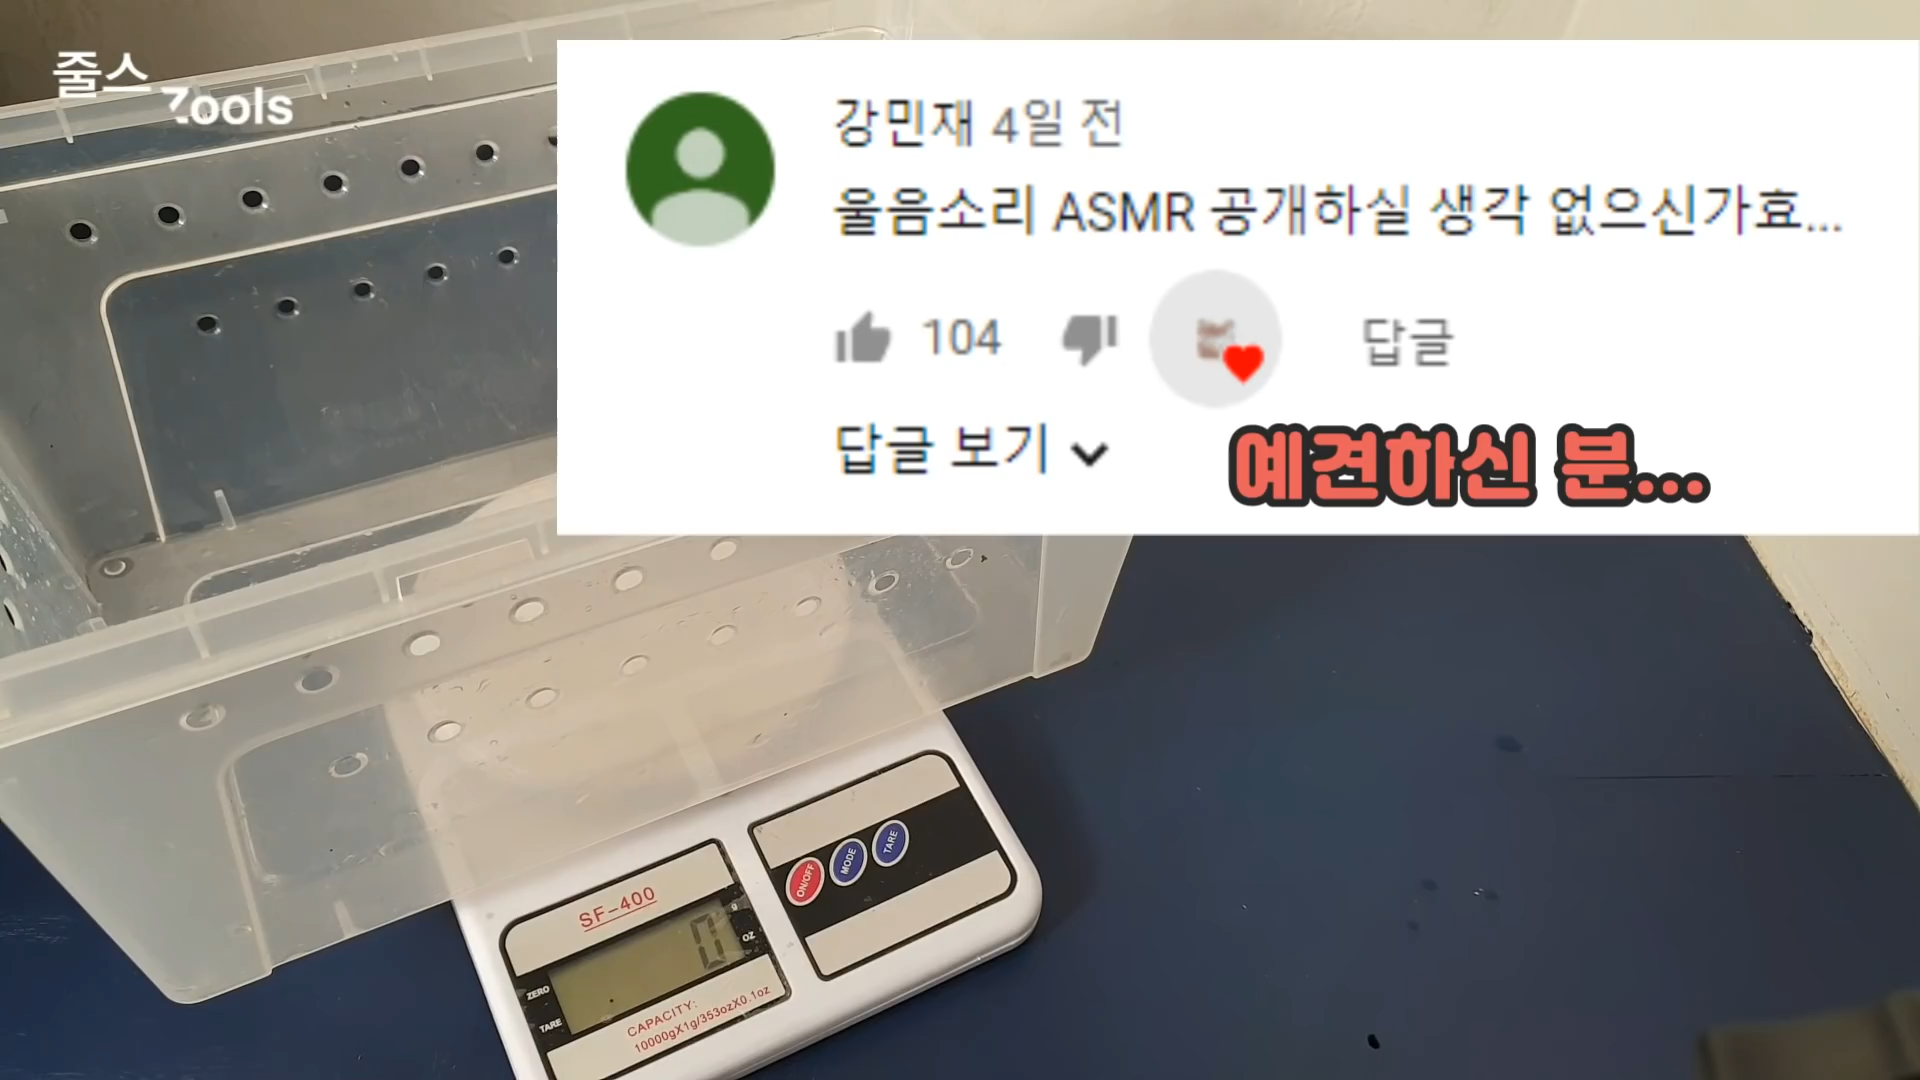 줄스
Zools
강민재 4일 전
울음소리 ASMR 공개하실 생각 없으신가효...
104
답글
답글 보기
예견하신 분...
ON/OFF
MODE
TARE
SF-400
0
g
OZ
ZERO
TARE
CAPACITY:
10000gX1g/353ozX0.1oz